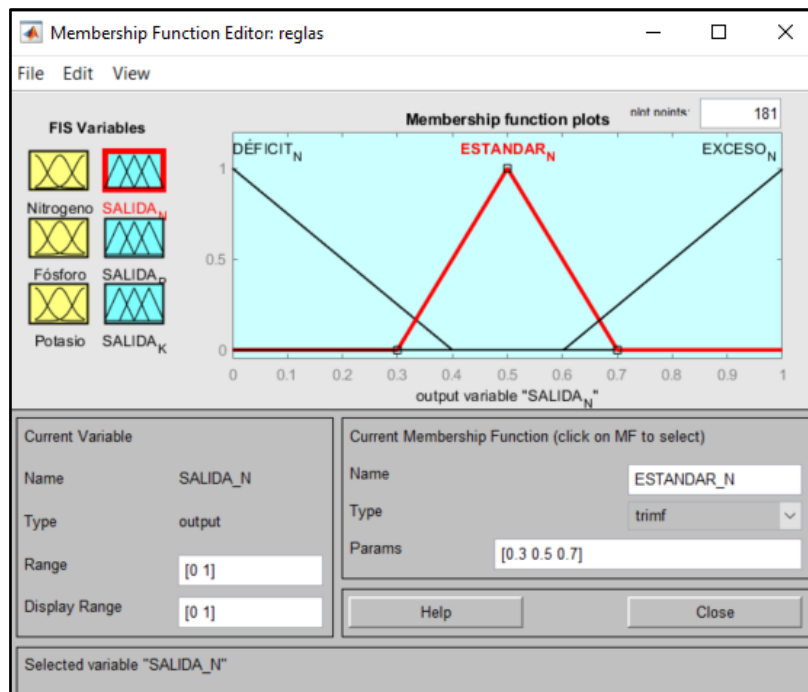 Membership Function Editor: reglas
File Edit View
FIS Variables
Nitrogeno SALIDA_N
Fósforo SALIDA_P
Potasio SALIDA_K
Membership function plots
plot points: 181
DÉFICIT_N ESTANDAR_N EXCESO_N
1
0.5
0
0 0.1 0.2 0.3 0.4 0.5 0.6 0.7 0.8 0.9 1
output variable "SALIDA_N"
Current Variable
Name SALIDA_N
Type output
Range [0 1]
Display Range [0 1]
Current Membership Function (click on MF to select)
Name ESTANDAR_N
Type trimf
Params [0.3 0.5 0.7]
Help Close
Selected variable "SALIDA_N"